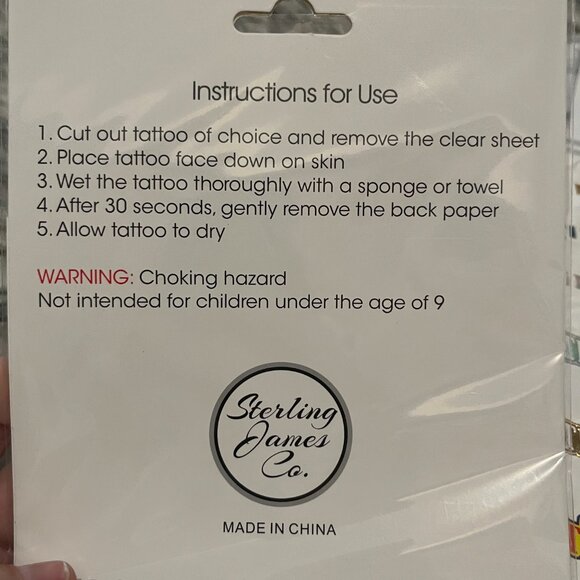 Instructions for Use
1. Cut out tattoo of choice and remove the clear sheet
2. Place tattoo face down on skin
3. Wet the tattoo thoroughly with a sponge or towel
4. After 30 seconds, gently remove the back paper
5. Allow tattoo to dry
WARNING: Choking hazard
Not intended for children under the age of 9
Sterling
James
Co.
MADE IN CHINA